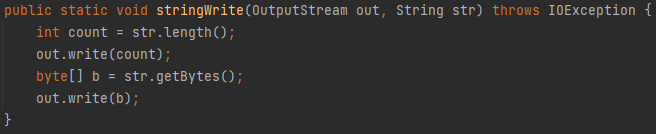 public static void stringWrite(OutputStream out, String str) throws IOException {
    int count = str.length();
    out.write(count);
    byte[] b = str.getBytes();
    out.write(b);
}